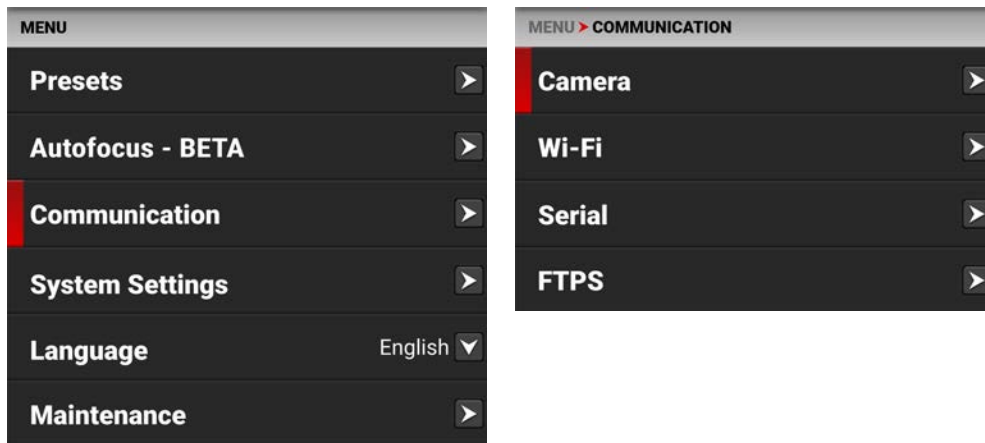 MENU
Presets
Autofocus - BETA
Communication
System Settings
Language English
Maintenance
MENU > COMMUNICATION
Camera
Wi-Fi
Serial
FTPS